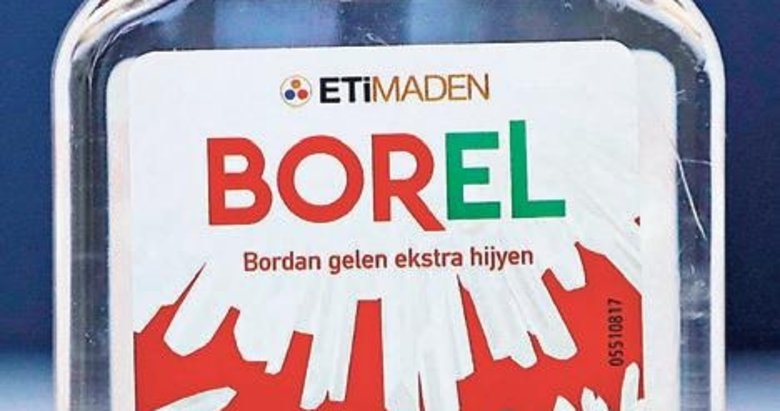 ETiMADEN
BOREL
Bordan gelen ekstra hijyen
05510817